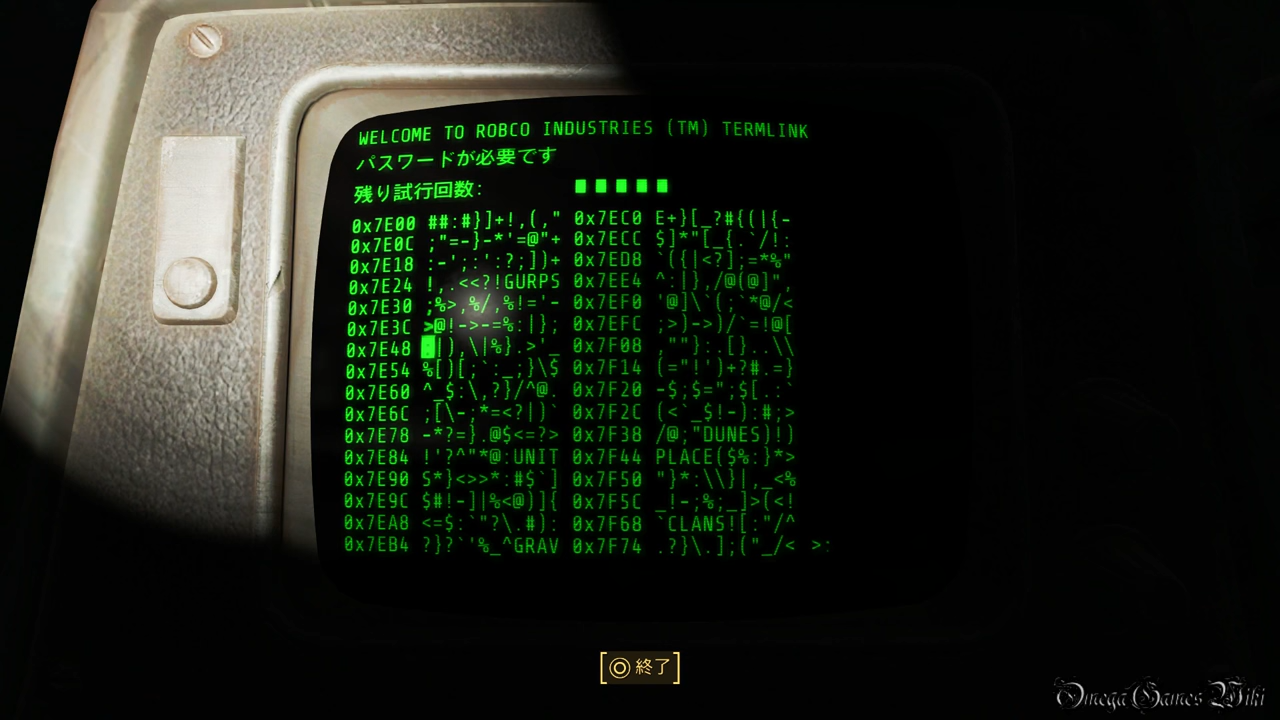 WELCOME TO ROBCO INDUSTRIES (TM) TERMLINK
パスワードが必要です
残り試行回数: ■ ■ ■ ■ ■
0x7E00 ##:#}]+!,(," 0x7EC0 E+}[_?#{(|{-
0x7E0C ;"=-}-*'=@"+ 0x7ECC $]*"[_{:`/!:
0x7E18 :-';:':?;])+ 0x7ED8 `({|<?];=*%"
0x7E24 !,.<<?!GURPS 0x7EE4 ^:|},/@(@]",
0x7E30 ;%>,%/,%!='- 0x7EF0 '@]\`(;`*@/<
0x7E3C >@!->-=%:|}; 0x7EFC ;>)->)/`=!@[
0x7E48 :|),\|%}.>'_ 0x7F08 ,""}:.[}..\\
0x7E54 %[)[;`:_;}\$ 0x7F14 (="!')+?#.=}
0x7E60 ^_$:\,?}/^@. 0x7F20 -$;$=";$[.:`
0x7E6C ;[\-;*=<?|)` 0x7F2C (<`_$!-):#;>
0x7E78 -*?=}.@$<=?> 0x7F38 /@;"DUNES)!)
0x7E84 !'?^"*@:UNIT 0x7F44 PLACE($%:}*>
0x7E90 S*}<>>*:#$`] 0x7F50 "}*:\\}|,_<%
0x7E9C $#!-]|%<@)]{ 0x7F5C _!-;%;_]>(<!
0x7EA8 <=$:`"?\.#): 0x7F68 `CLANS![:"/^
0x7EB4 ?}?`'%_^GRAV 0x7F74 .?}\.];("_/< >:
[◎ 終了]
Omega Games Wiki